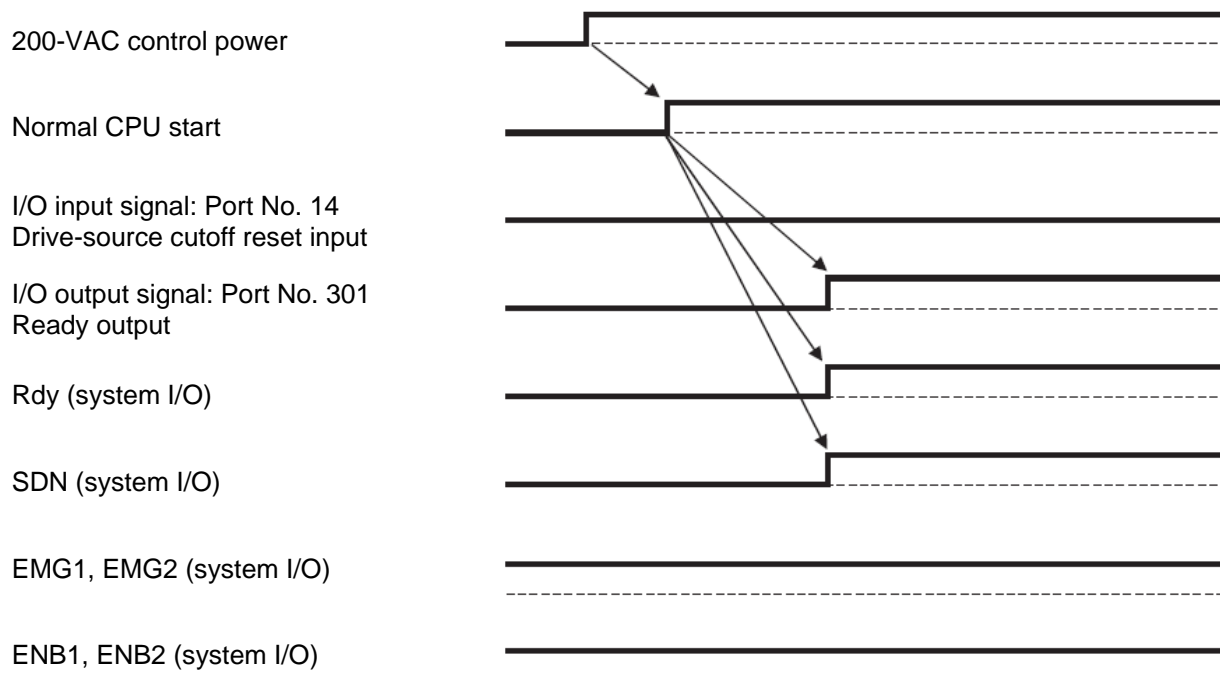 200-VAC control power
Normal CPU start
I/O input signal: Port No. 14
Drive-source cutoff reset input
I/O output signal: Port No. 301
Ready output
Rdy (system I/O)
SDN (system I/O)
EMG1, EMG2 (system I/O)
ENB1, ENB2 (system I/O)